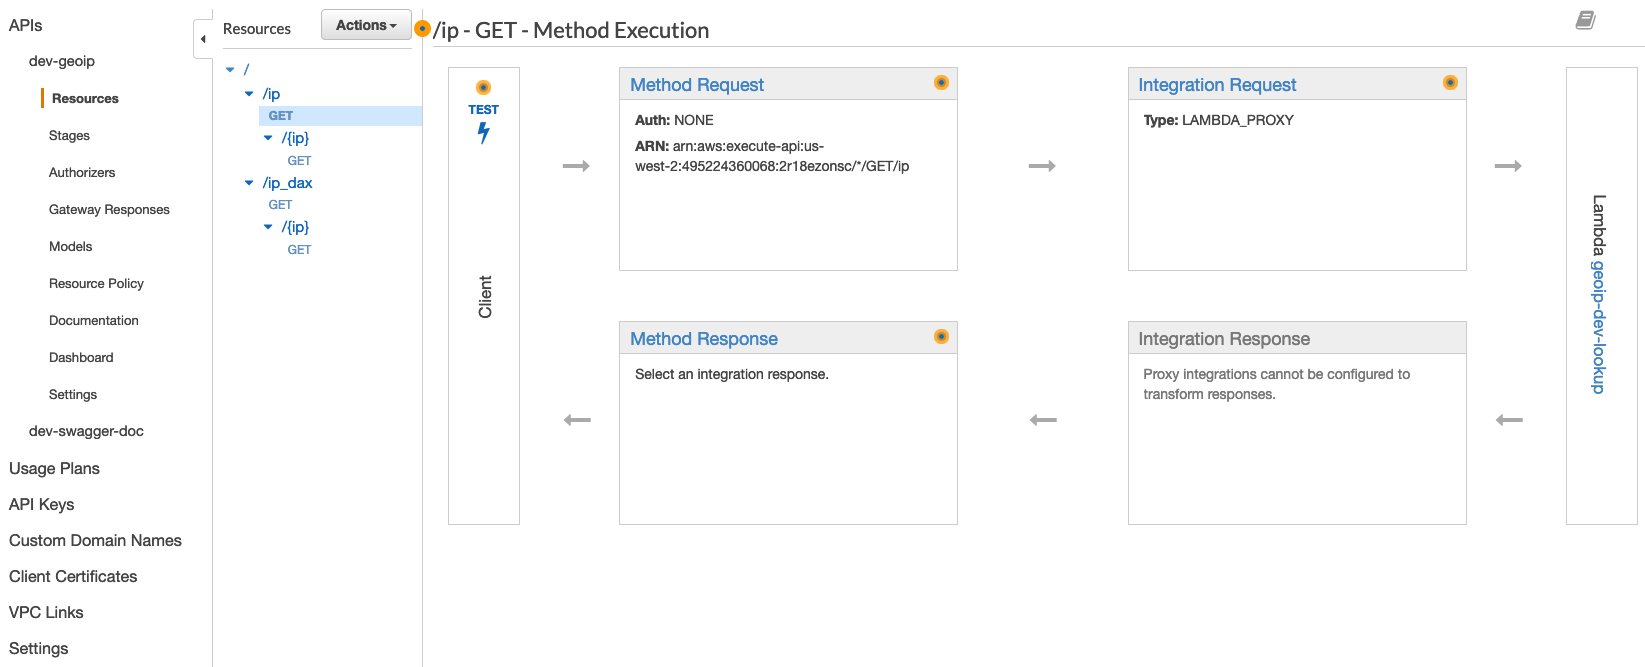 APIs
dev-geoip
Resources
Stages
Authorizers
Gateway Responses
Models
Resource Policy
Documentation
Dashboard
Settings
dev-swagger-doc
Usage Plans
API Keys
Custom Domain Names
Client Certificates
VPC Links
Settings
Resources
Actions
/
/ip
GET
/{ip}
GET
/ip_dax
GET
/{ip}
GET
/ip - GET - Method Execution
TEST
Client
Method Request
Auth: NONE
ARN: arn:aws:execute-api:us-
west-2:495224360068:2r18ezonsc/*/GET/ip
Integration Request
Type: LAMBDA_PROXY
Lambda geoip-dev-lookup
Method Response
Select an integration response.
Integration Response
Proxy integrations cannot be configured to
transform responses.